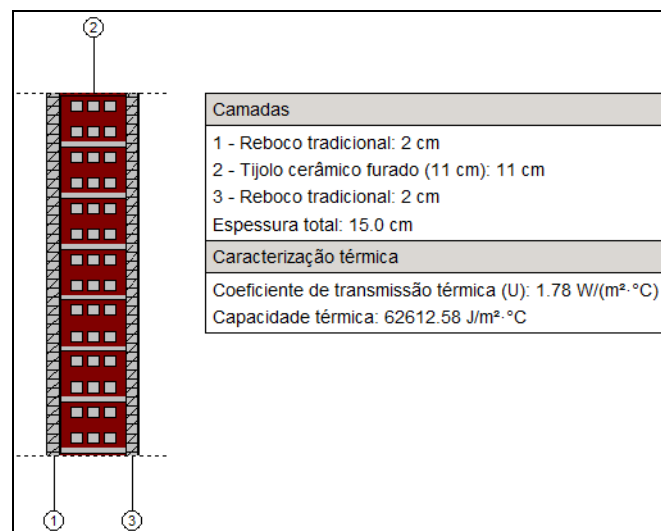 2
Camadas
1 - Reboco tradicional: 2 cm
2 - Tijolo cerâmico furado (11 cm): 11 cm
3 - Reboco tradicional: 2 cm
Espessura total: 15.0 cm
Caracterização térmica
Coeficiente de transmissão térmica (U): 1.78 W/(m²·°C)
Capacidade térmica: 62612.58 J/m²·°C
1
3